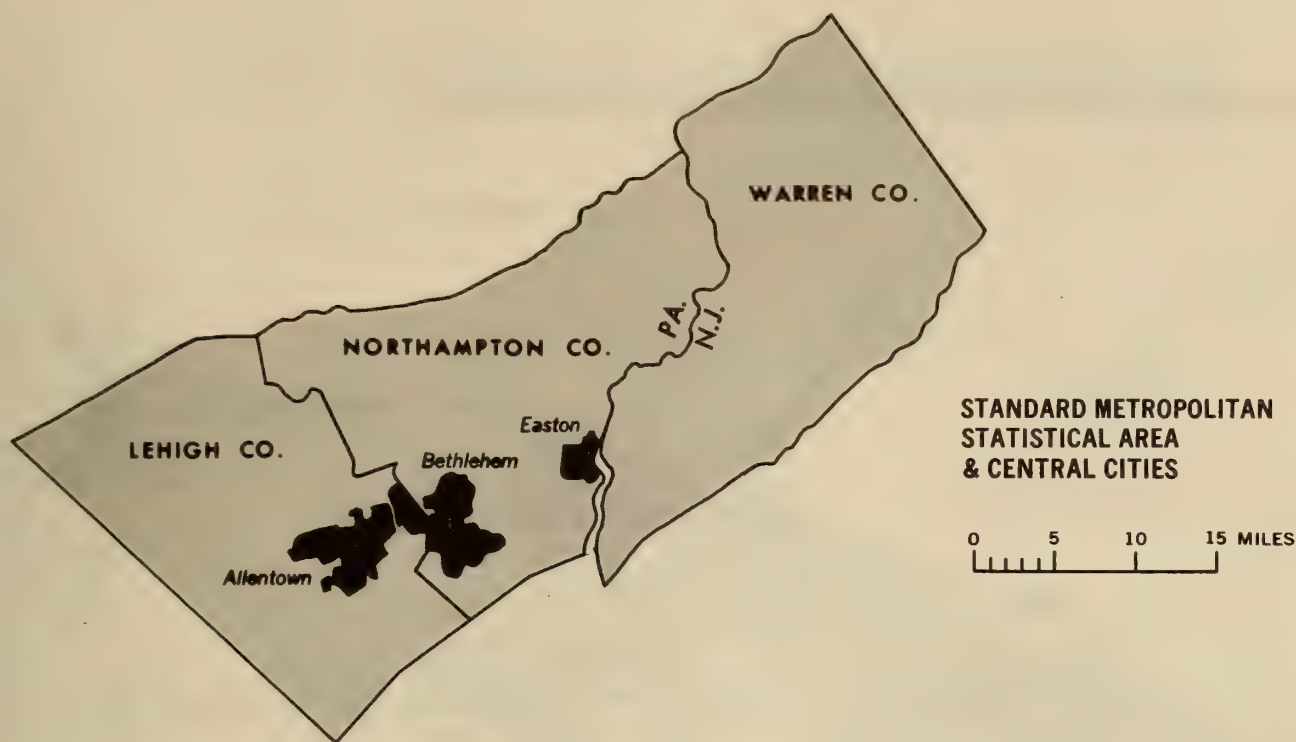 WARREN CO.
PA.
N.J.
NORTHAMPTON CO.
LEHIGH CO.
Easton
Bethlehem
Allentown
STANDARD METROPOLITAN
STATISTICAL AREA
& CENTRAL CITIES
0 5 10 15 MILES